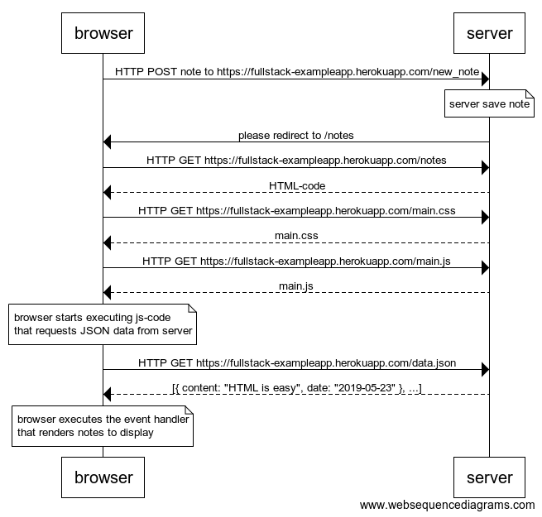 browser
server
HTTP POST note to https://fullstack-exampleapp.herokuapp.com/new_note
server save note
please redirect to /notes
HTTP GET https://fullstack-exampleapp.herokuapp.com/notes
HTML-code
HTTP GET https://fullstack-exampleapp.herokuapp.com/main.css
main.css
HTTP GET https://fullstack-exampleapp.herokuapp.com/main.js
main.js
browser starts executing js-code
that requests JSON data from server
HTTP GET https://fullstack-exampleapp.herokuapp.com/data.json
[{ content: "HTML is easy", date: "2019-05-23" }, ...]
browser executes the event handler
that renders notes to display
browser
server
www.websequencediagrams.com